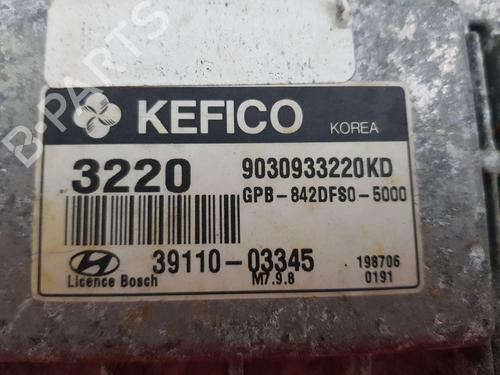 B-PARTS
KEFICO
KOREA
3220
9030933220KD
GPB-842DFS0-5000
39110-03345
198706
Licence Bosch
M7.9.8
0191